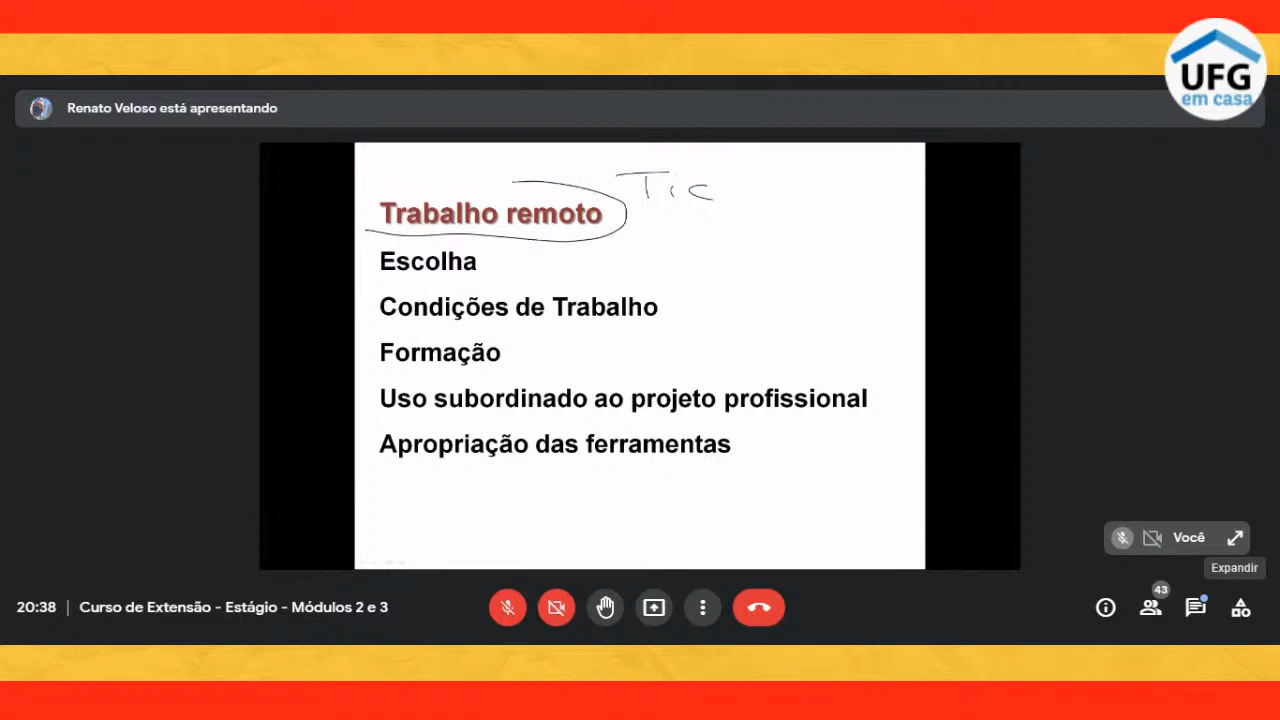 UFG
em casa
Renato Veloso está apresentando
Tic
Trabalho remoto
Escolha
Condições de Trabalho
Formação
Uso subordinado ao projeto profissional
Apropriação das ferramentas
Você
Expandir
20:38 | Curso de Extensão - Estágio - Módulos 2 e 3
43